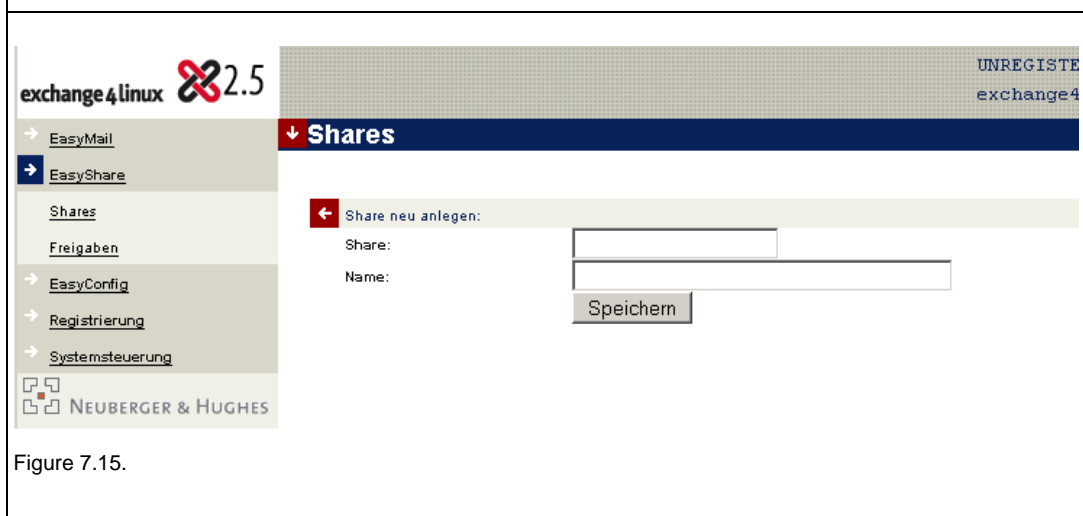 exchange4linux 2.5
UNREGISTE
exchange4
EasyMail
EasyShare
Shares
Freigaben
EasyConfig
Registrierung
Systemsteuerung
NEUBERGER & HUGHES
Shares
Share neu anlegen:
Share:
Name:
Speichern
Figure 7.15.